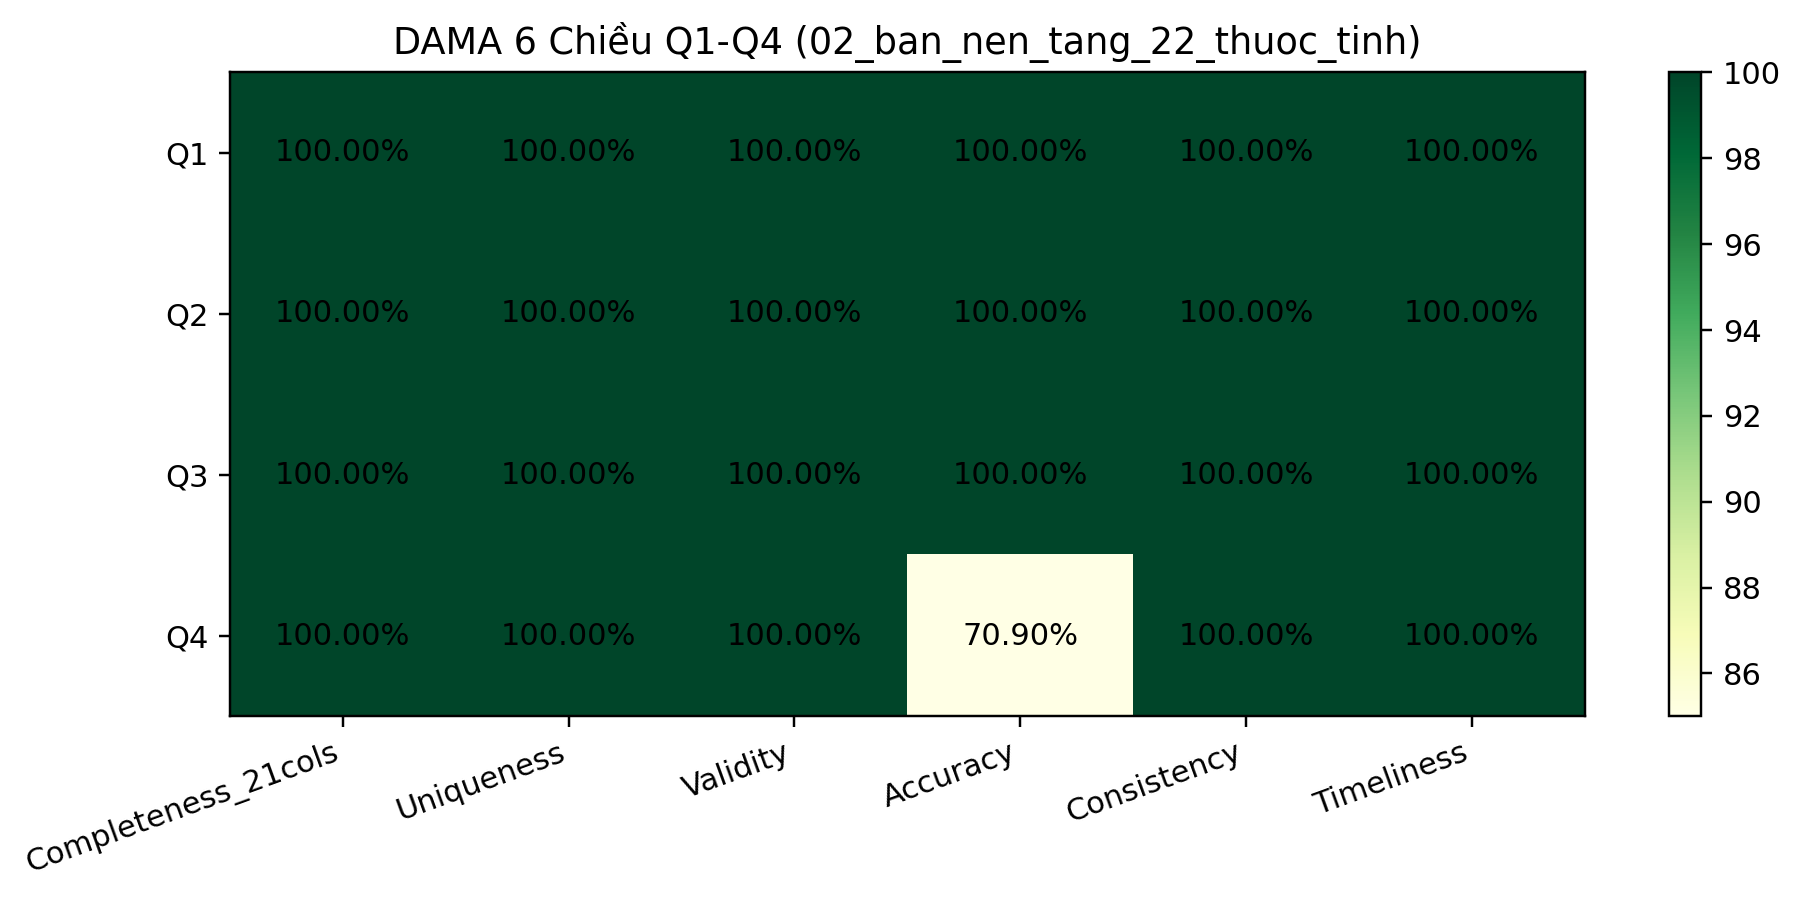 DAMA 6 Chiều Q1-Q4 (02_ban_nen_tang_22_thuoc_tinh)
Q1 100.00% 100.00% 100.00% 100.00% 100.00% 100.00%
Q2 100.00% 100.00% 100.00% 100.00% 100.00% 100.00%
Q3 100.00% 100.00% 100.00% 100.00% 100.00% 100.00%
Q4 100.00% 100.00% 100.00% 70.90% 100.00% 100.00%
Completeness_21cols
Uniqueness
Validity
Accuracy
Consistency
Timeliness
100
98
96
94
92
90
88
86